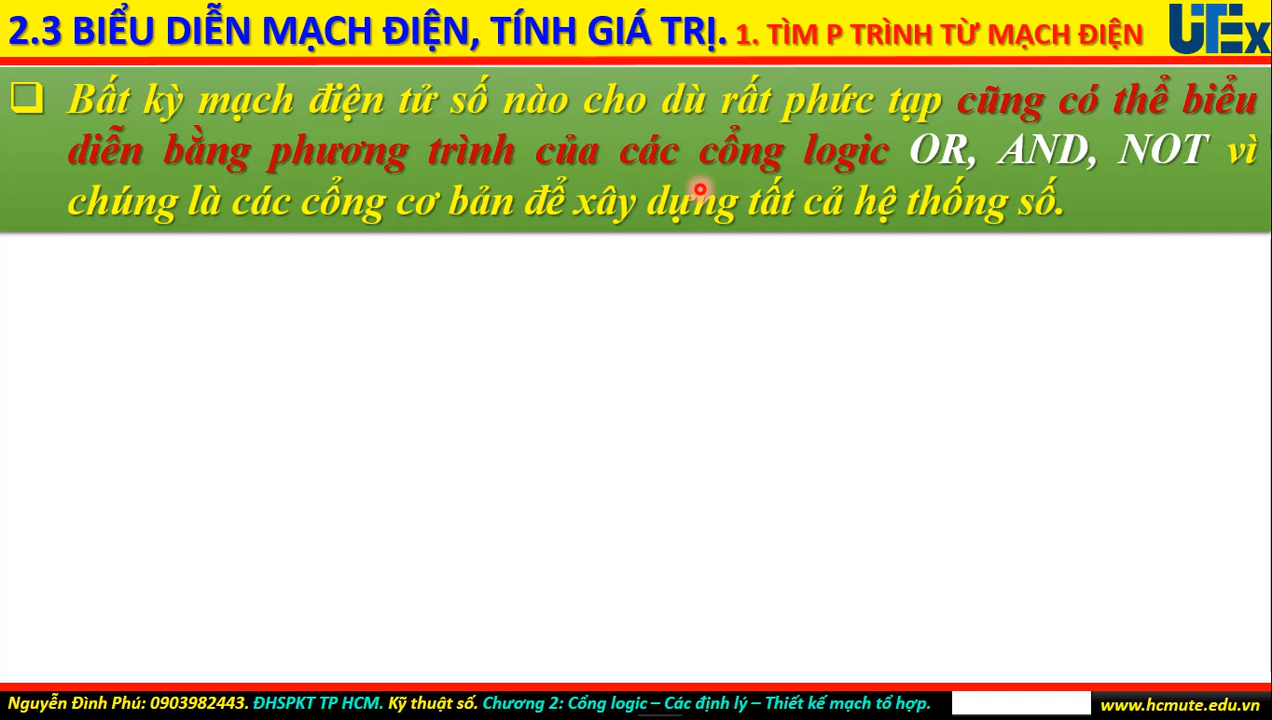 2.3 BIỂU DIỄN MẠCH ĐIỆN, TÍNH GIÁ TRỊ. 1. TÌM P TRÌNH TỪ MẠCH ĐIỆN UTEx
Bất kỳ mạch điện tử số nào cho dù rất phức tạp cũng có thể biểu
diễn bằng phương trình của các cổng logic OR, AND, NOT vì
chúng là các cổng cơ bản để xây dựng tất cả hệ thống số.
Nguyễn Đình Phú: 0903982443. ĐHSPKT TP HCM. Kỹ thuật số. Chương 2: Cổng logic – Các định lý – Thiết kế mạch tổ hợp. www.hcmute.edu.vn